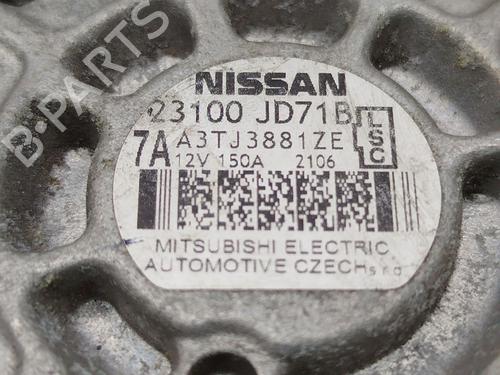 B-PARTS
NISSAN
23100 JD71B
7A A3TJ3881ZE
LSC
12V 150A 2106
MITSUBISHI ELECTRIC
AUTOMOTIVE CZECH s.r.o.